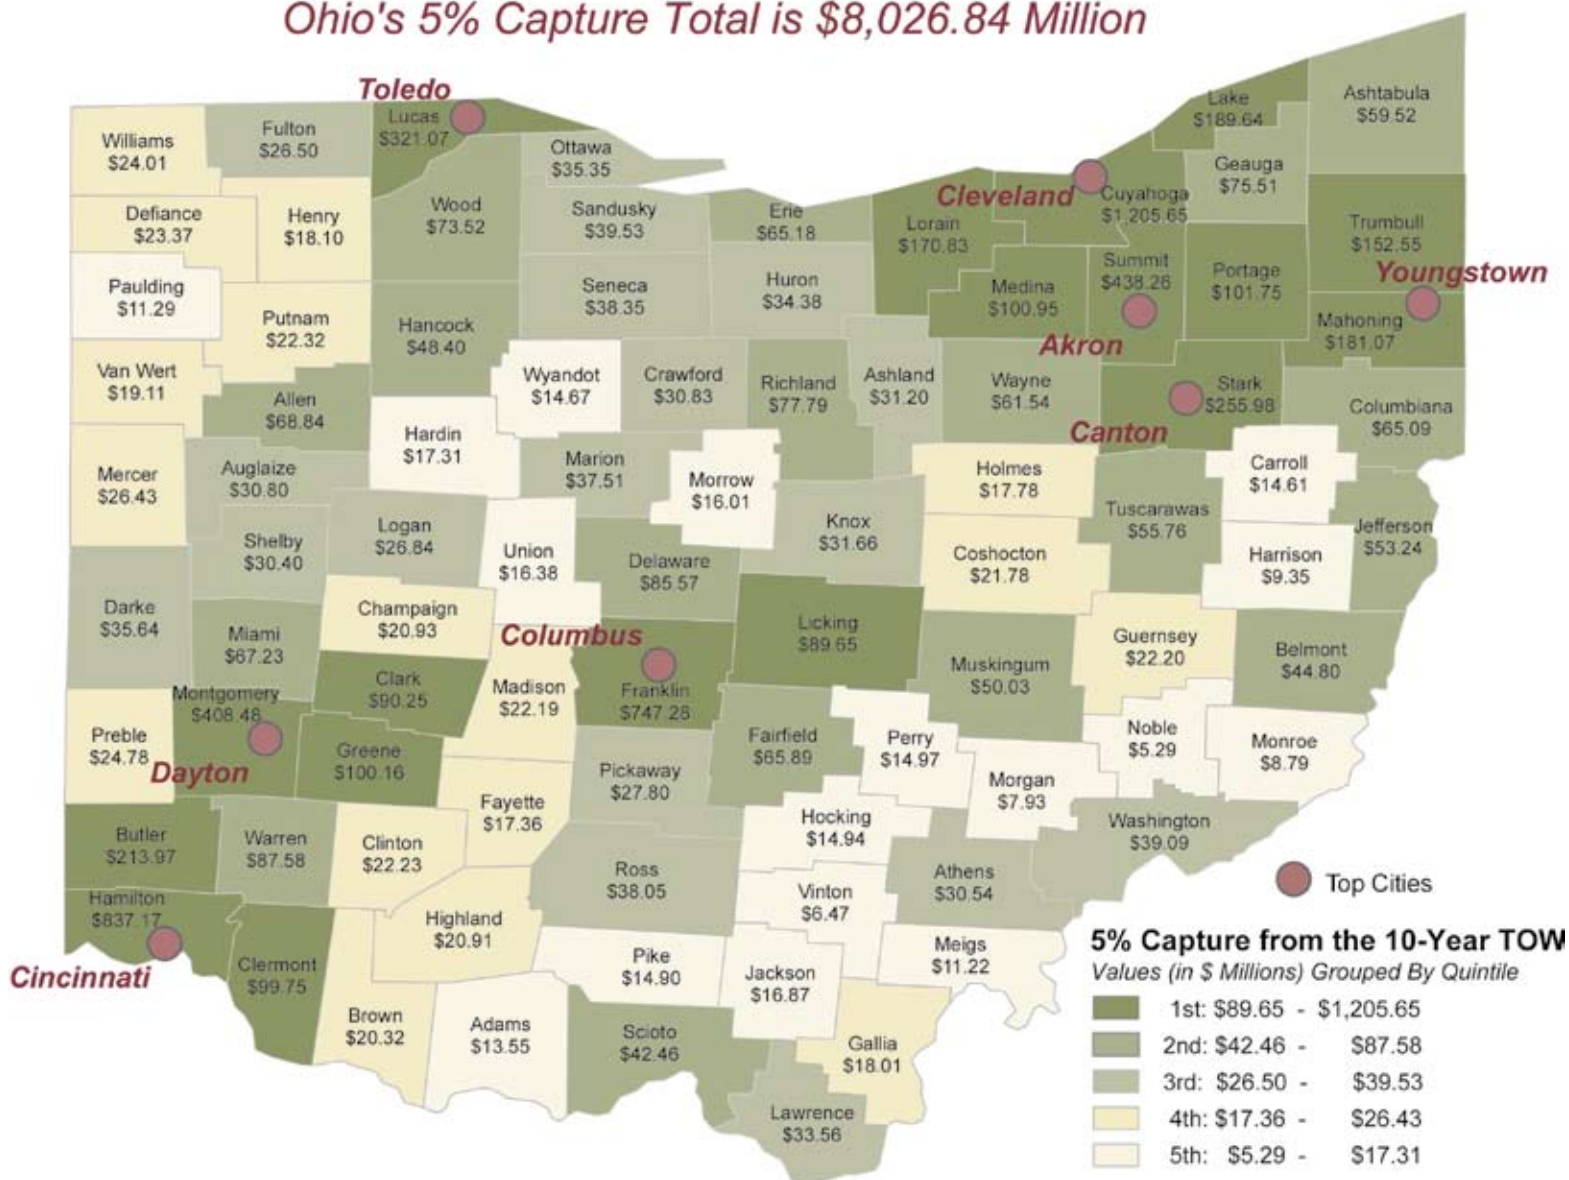 Ohio's 5% Capture Total is $8,026.84 Million
Toledo
Lucas
$321.07
Williams
$24.01
Fulton
$26.50
Ottawa
$35.35
Lake
$189.64
Ashtabula
$59.52
Geauga
$75.51
Cleveland
Cuyahoga
$1,205.65
Defiance
$23.37
Henry
$18.10
Wood
$73.52
Sandusky
$39.53
Erie
$65.18
Lorain
$170.83
Trumbull
$152.55
Youngstown
Paulding
$11.29
Putnam
$22.32
Hancock
$48.40
Seneca
$38.35
Huron
$34.38
Medina
$100.95
Summit
$438.26
Portage
$101.75
Mahoning
$181.07
Akron
Van Wert
$19.11
Allen
$68.84
Wyandot
$14.67
Crawford
$30.83
Richland
$77.79
Ashland
$31.20
Wayne
$61.54
Stark
$255.98
Canton
Columbiana
$65.09
Mercer
$26.43
Auglaize
$30.80
Hardin
$17.31
Marion
$37.51
Morrow
$16.01
Holmes
$17.78
Carroll
$14.61
Tuscarawas
$55.76
Jefferson
$53.24
Shelby
$30.40
Logan
$26.84
Union
$16.38
Delaware
$85.57
Knox
$31.66
Coshocton
$21.78
Harrison
$9.35
Darke
$35.64
Miami
$67.23
Champaign
$20.93
Columbus
Franklin
$747.28
Licking
$89.65
Muskingum
$50.03
Guernsey
$22.20
Belmont
$44.80
Montgomery
$408.48
Clark
$90.25
Madison
$22.19
Preble
$24.78
Dayton
Greene
$100.16
Fairfield
$65.89
Perry
$14.97
Noble
$5.29
Monroe
$8.79
Pickaway
$27.80
Morgan
$7.93
Fayette
$17.36
Hocking
$14.94
Washington
$39.09
Butler
$213.97
Warren
$87.58
Clinton
$22.23
Ross
$38.05
Vinton
$6.47
Athens
$30.54
Hamilton
$837.17
Cincinnati
Clermont
$99.75
Highland
$20.91
Pike
$14.90
Jackson
$16.87
Meigs
$11.22
Brown
$20.32
Adams
$13.55
Scioto
$42.46
Gallia
$18.01
Lawrence
$33.56
Top Cities
5% Capture from the 10-Year TOW
Values (in $ Millions) Grouped By Quintile
1st: $89.65 - $1,205.65
2nd: $42.46 - $87.58
3rd: $26.50 - $39.53
4th: $17.36 - $26.43
5th: $5.29 - $17.31